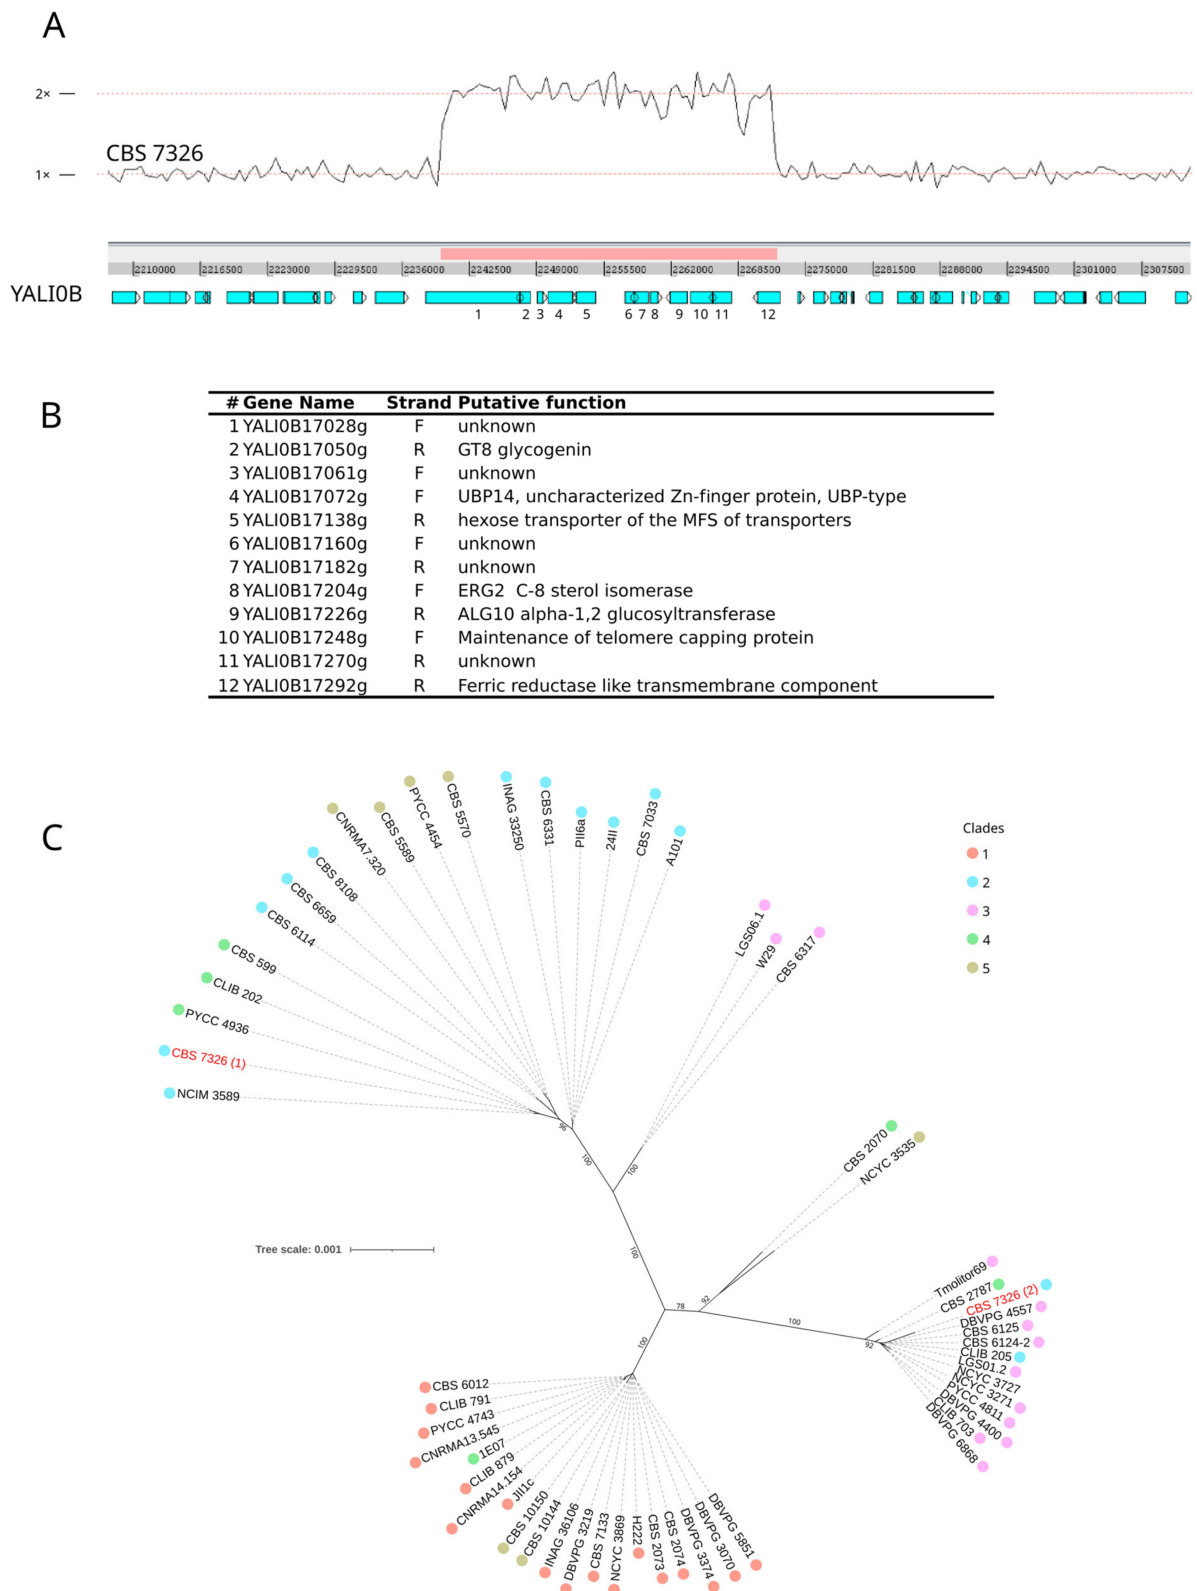 A
2×
CBS 7326
1×
2210000 2216500 2223000 2229500 2236000 2242500 2249000 2255500 2262000 2268500 2275000 2281500 2288000 2294500 2301000 2307500
YALI0B
1 2 3 4 5 6 7 8 9 10 11 12
B
# Gene Name Strand Putative function
1 YALI0B17028g F unknown
2 YALI0B17050g R GT8 glycogenin
3 YALI0B17061g F unknown
4 YALI0B17072g F UBP14, uncharacterized Zn-finger protein, UBP-type
5 YALI0B17138g R hexose transporter of the MFS of transporters
6 YALI0B17160g F unknown
7 YALI0B17182g R unknown
8 YALI0B17204g F ERG2 C-8 sterol isomerase
9 YALI0B17226g R ALG10 alpha-1,2 glucosyltransferase
10 YALI0B17248g F Maintenance of telomere capping protein
11 YALI0B17270g R unknown
12 YALI0B17292g R Ferric reductase like transmembrane component
C
NCIM 3589
CBS 7326 (1)
PYCC 4936
CLIB 202
CBS 599
CBS 6114
CBS 6659
CBS 8108
CNRMA7.320
CBS 5589
PYCC 4454
CBS 5570
INAG 33250
CBS 6331
PII6a
24II
CBS 7033
A101
LGS06.1
W29
CBS 6317
Clades
1
2
3
4
5
96
100
100
100
CBS 2070
NCYC 3535
Tree scale: 0.001
78
92
100
92
100
Tmolitor69
CBS 2787
CBS 7326 (2)
DBVPG 4557
CBS 6125
CBS 6124-2
CLIB 205
LGS01.2
NCYC 3727
NCYC 3271
PYCC 4811
DBVPG 4400
CLIB 703
DBVPG 6868
CBS 6012
CLIB 791
PYCC 4743
CNRMA13.545
1E07
CLIB 879
CNRMA14.154
JII1c
CBS 10150
CBS 10144
INAG 36106
DBVPG 3219
CBS 7133
NCYC 3869
H222
CBS 2073
CBS 2074
DBVPG 3374
DBVPG 3070
DBVPG 5851